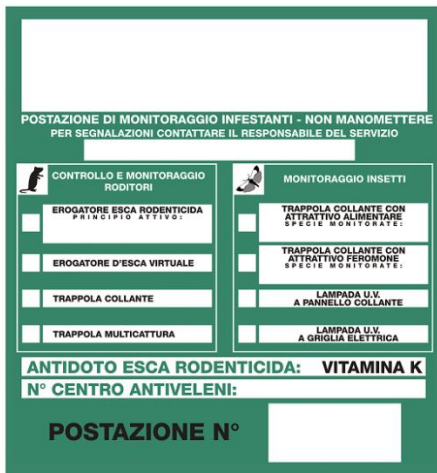 POSTAZIONE DI MONITORAGGIO INFESTANTI - NON MANOMETTERE
PER SEGNALAZIONI CONTATTARE IL RESPONSABILE DEL SERVIZIO
CONTROLLO E MONITORAGGIO
RODITORI
EROGATORE ESCA RODENTICIDA
PRINCIPIO ATTIVO:
EROGATORE D'ESCA VIRTUALE
TRAPPOLA COLLANTE
TRAPPOLA MULTICATTURA
MONITORAGGIO INSETTI
TRAPPOLA COLLANTE CON
ATTRATTIVO ALIMENTARE
SPECIE MONITORATE:
TRAPPOLA COLLANTE CON
ATTRATTIVO FEROMONE
SPECIE MONITORATE:
LAMPADA U.V.
A PANNELLO COLLANTE
LAMPADA U.V.
A GRIGLIA ELETTRICA
ANTIDOTO ESCA RODENTICIDA: VITAMINA K
N° CENTRO ANTIVELENI:
POSTAZIONE N°